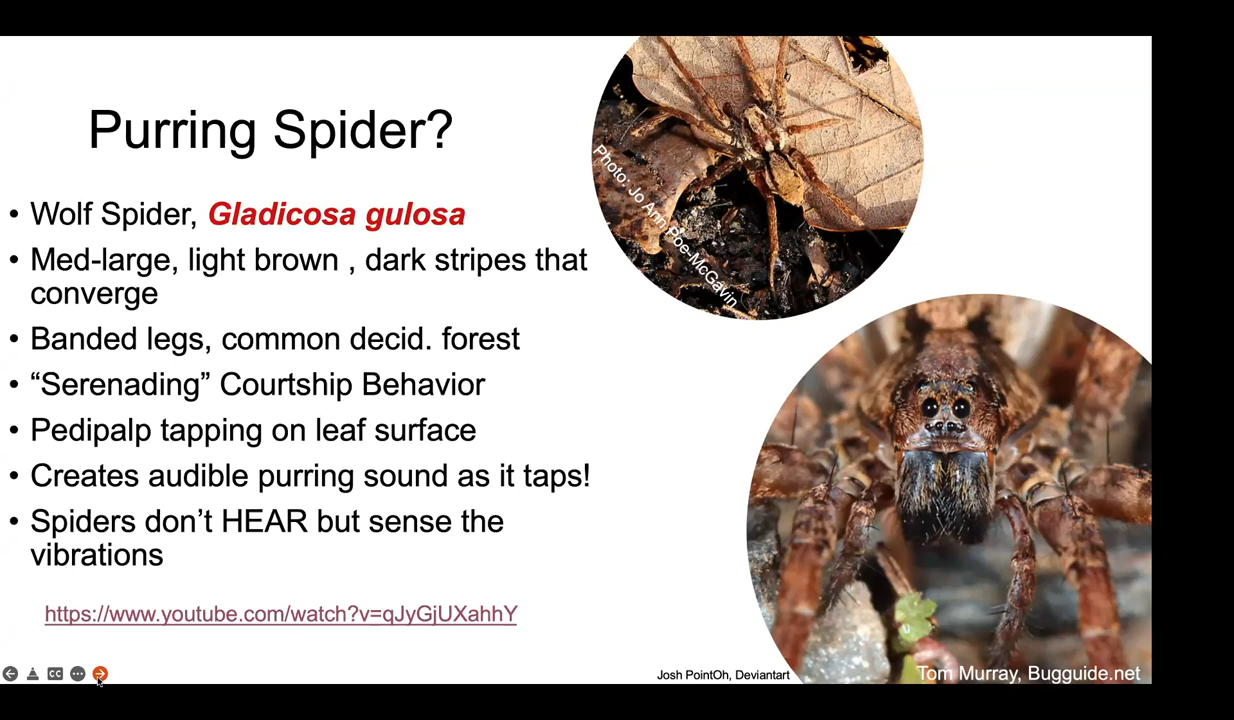 Purring Spider?
• Wolf Spider, Gladicosa gulosa
• Med-large, light brown , dark stripes that
converge
• Banded legs, common decid. forest
• “Serenading” Courtship Behavior
• Pedipalp tapping on leaf surface
• Creates audible purring sound as it taps!
• Spiders don’t HEAR but sense the
vibrations
https://www.youtube.com/watch?v=qJyGjUXahhY
Photo: Jo Ann Poe-McGavin
CC
Josh PointOh, Deviantart
Tom Murray, Bugguide.net